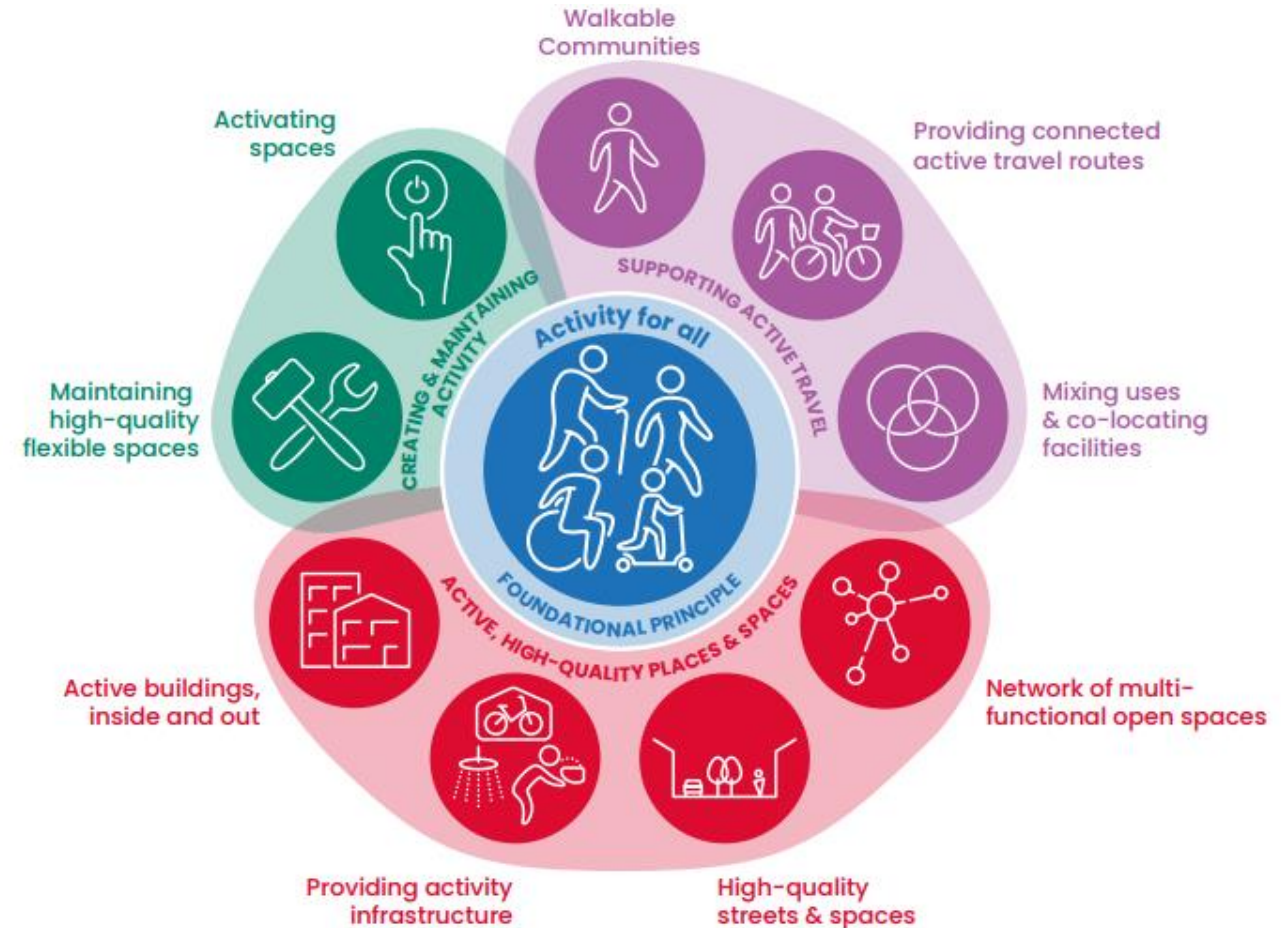 Walkable
Communities
Activating
spaces
Providing connected
active travel routes
SUPPORTING ACTIVE TRAVEL
CREATING & MAINTAINING
ACTIVITY
Activity for all
Maintaining
high-quality
flexible spaces
Mixing uses
& co-locating
facilities
FOUNDATIONAL PRINCIPLE
ACTIVE, HIGH-QUALITY PLACES & SPACES
Active buildings,
inside and out
Network of multi-
functional open spaces
Providing activity
infrastructure
High-quality
streets & spaces